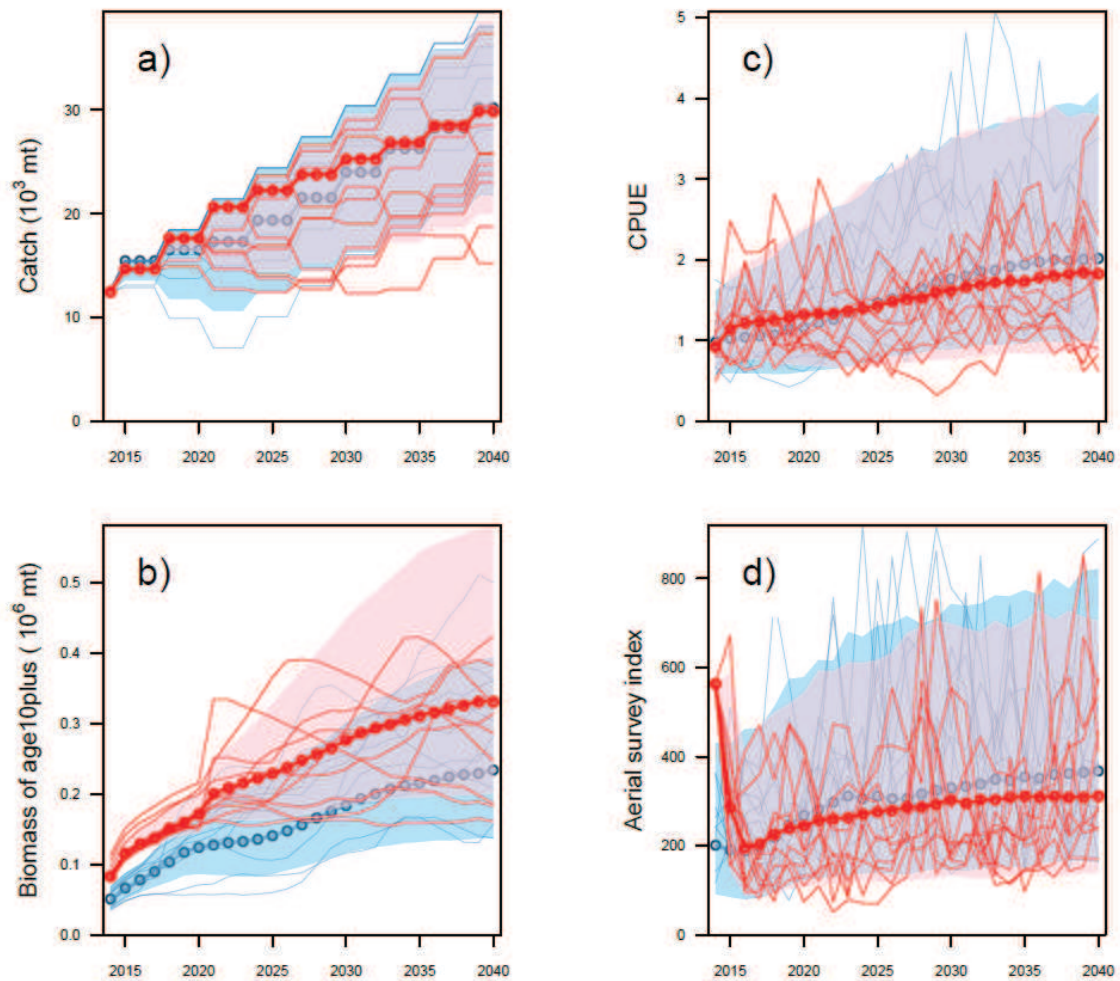 a)
Catch (10³ mt)
30
20
10
0
2015 2020 2025 2030 2035 2040
c)
CPUE
5
4
3
2
1
0
2015 2020 2025 2030 2035 2040
b)
Biomass of age10plus ( 10⁶ mt)
0.5
0.4
0.3
0.2
0.1
0.0
2015 2020 2025 2030 2035 2040
d)
Aerial survey index
800
600
400
200
0
2015 2020 2025 2030 2035 2040